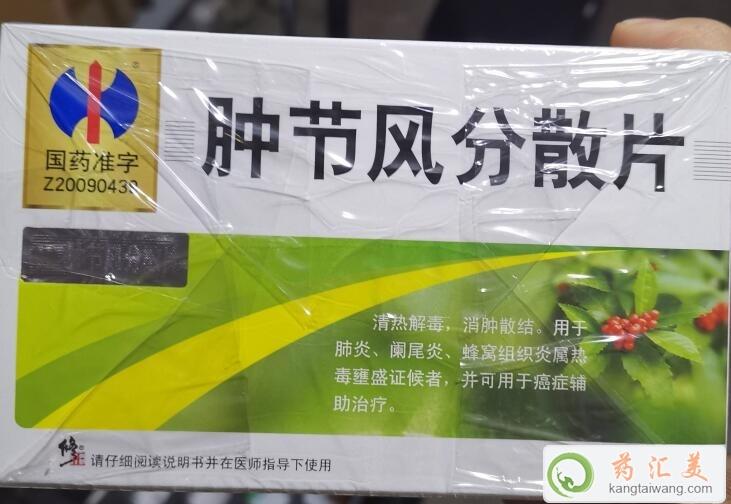 肿节风分散片
国药准字
Z20090438
清热解毒，消肿散结。用于
肺炎、阑尾炎、蜂窝组织炎属热
毒壅盛证候者，并可用于癌症辅
助治疗。
修正
请仔细阅读说明书并在医师指导下使用
药汇美
kangtaiwang.com